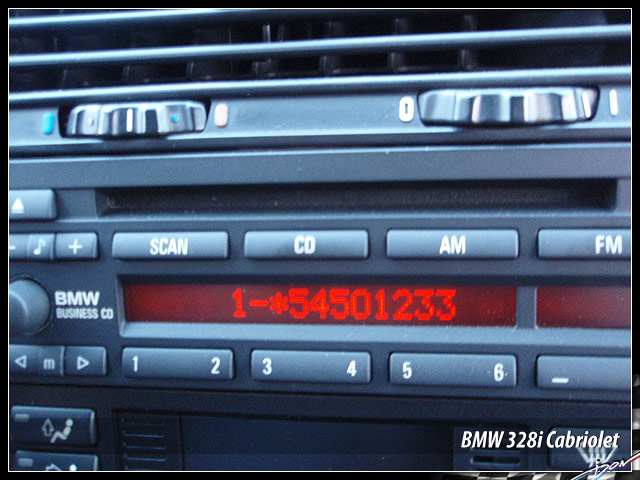 0
SCAN CD AM FM
- + 
BMW
BUSINESS CD
1-*54501233
m 1 2 3 4 5 6
BMW 328i Cabriolet